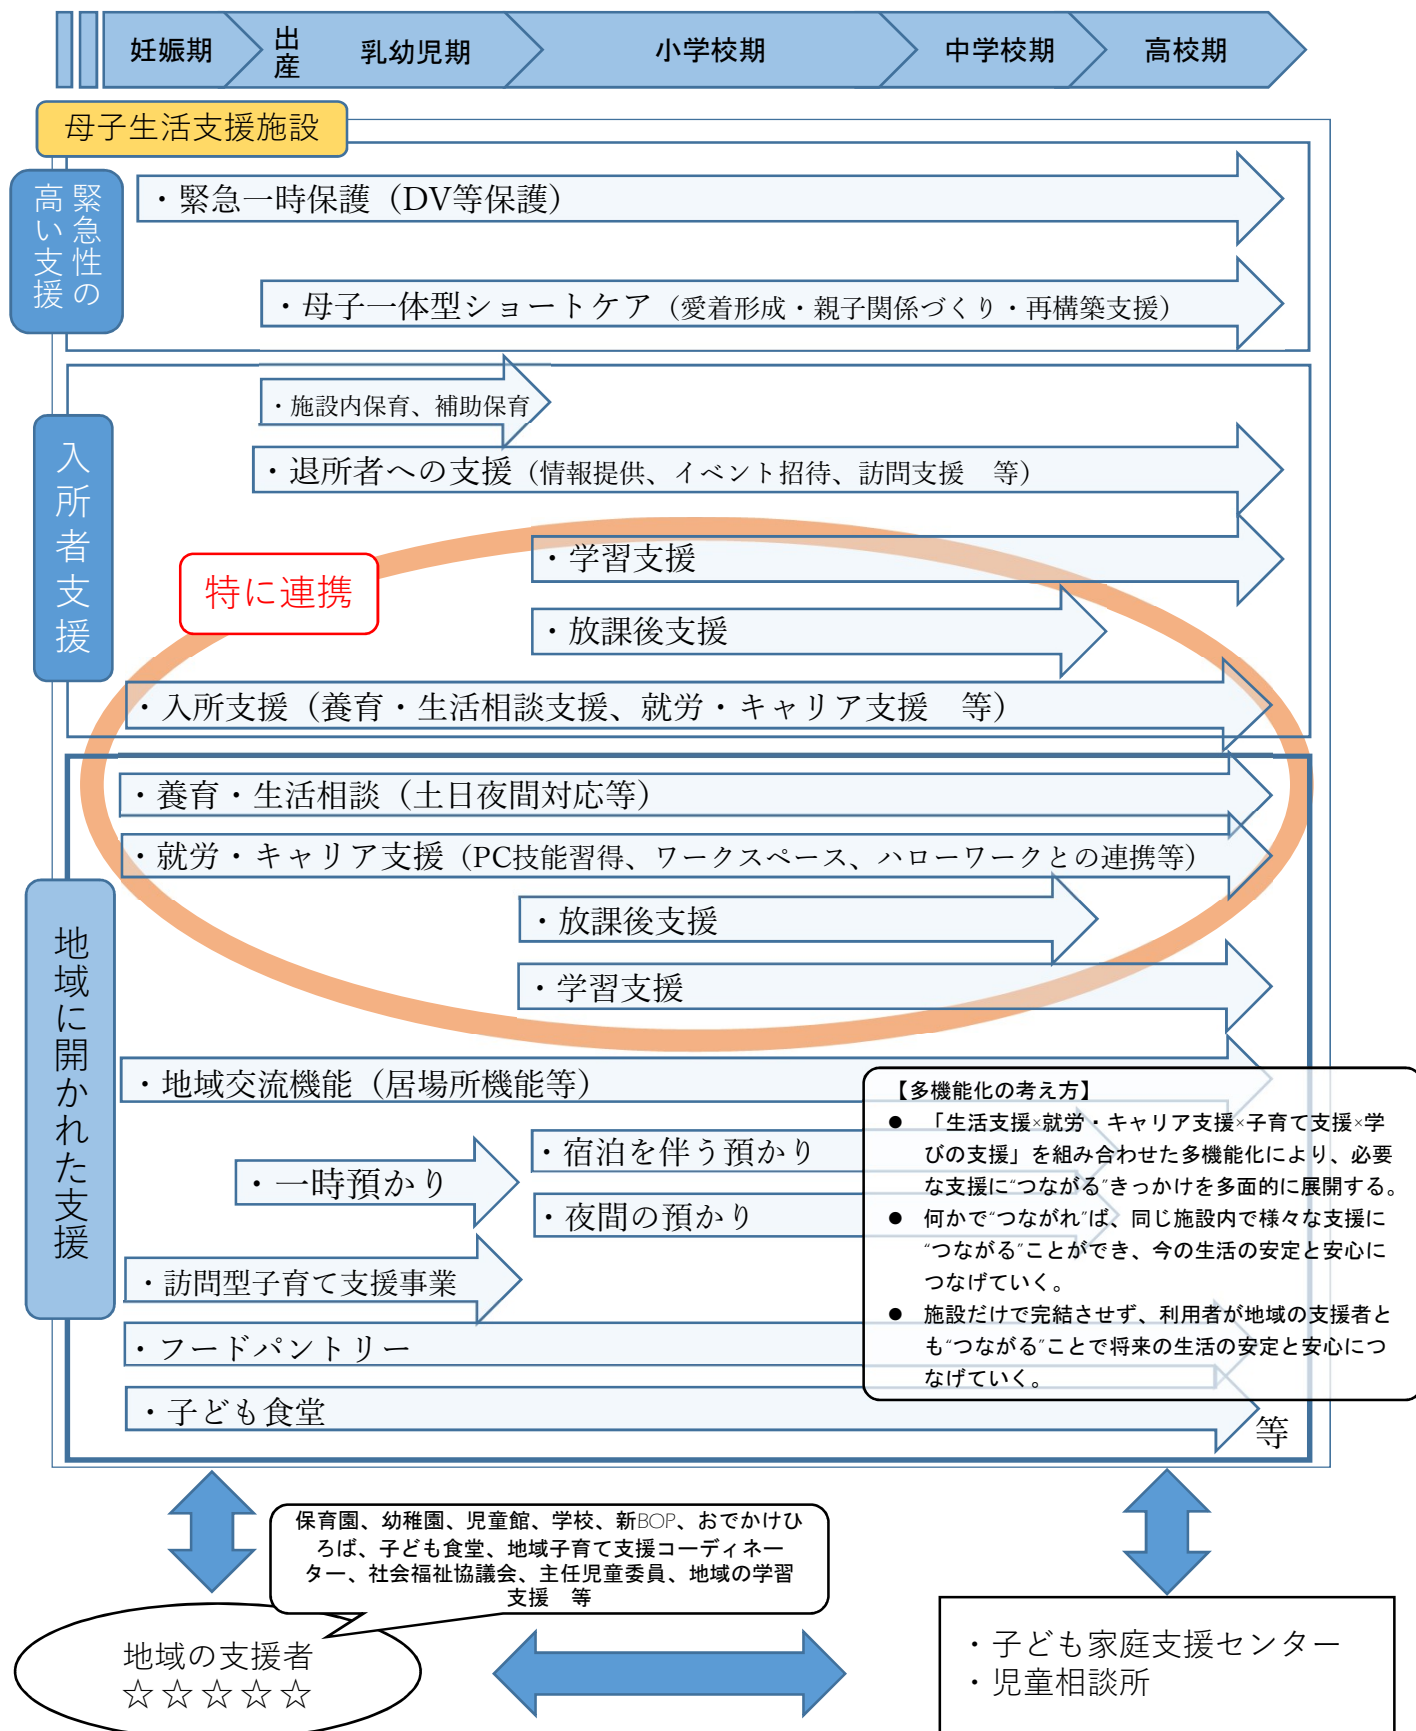 妊娠期
出産
乳幼児期
小学校期
中学校期
高校期
母子生活支援施設
緊急性の
高い支援
・緊急一時保護（DV等保護）
・母子一体型ショートケア（愛着形成・親子関係づくり・再構築支援）
入所者支援
・施設内保育、補助保育
・退所者への支援（情報提供、イベント招待、訪問支援　等）
特に連携
・学習支援
・放課後支援
・入所支援（養育・生活相談支援、就労・キャリア支援　等）
地域に開かれた支援
・養育・生活相談（土日夜間対応等）
・就労・キャリア支援（PC技能習得、ワークスペース、ハローワークとの連携等）
・放課後支援
・学習支援
・地域交流機能（居場所機能等）
・一時預かり
・宿泊を伴う預かり
・夜間の預かり
・訪問型子育て支援事業
・フードパントリー
・子ども食堂
等
【多機能化の考え方】
● 「生活支援×就労・キャリア支援×子育て支援×学
びの支援」を組み合わせた多機能化により、必要
な支援に“つながる”きっかけを多面的に展開する。
● 何かで“つながれ”ば、同じ施設内で様々な支援に
“つながる”ことができ、今の生活の安定と安心に
つなげていく。
● 施設だけで完結させず、利用者が地域の支援者と
も“つながる”ことで将来の生活の安定と安心につ
なげていく。
保育園、幼稚園、児童館、学校、新BOP、おでかけひ
ろば、子ども食堂、地域子育て支援コーディネー
ター、社会福祉協議会、主任児童委員、地域の学習
支援　等
地域の支援者
☆☆☆☆☆
・子ども家庭支援センター
・児童相談所